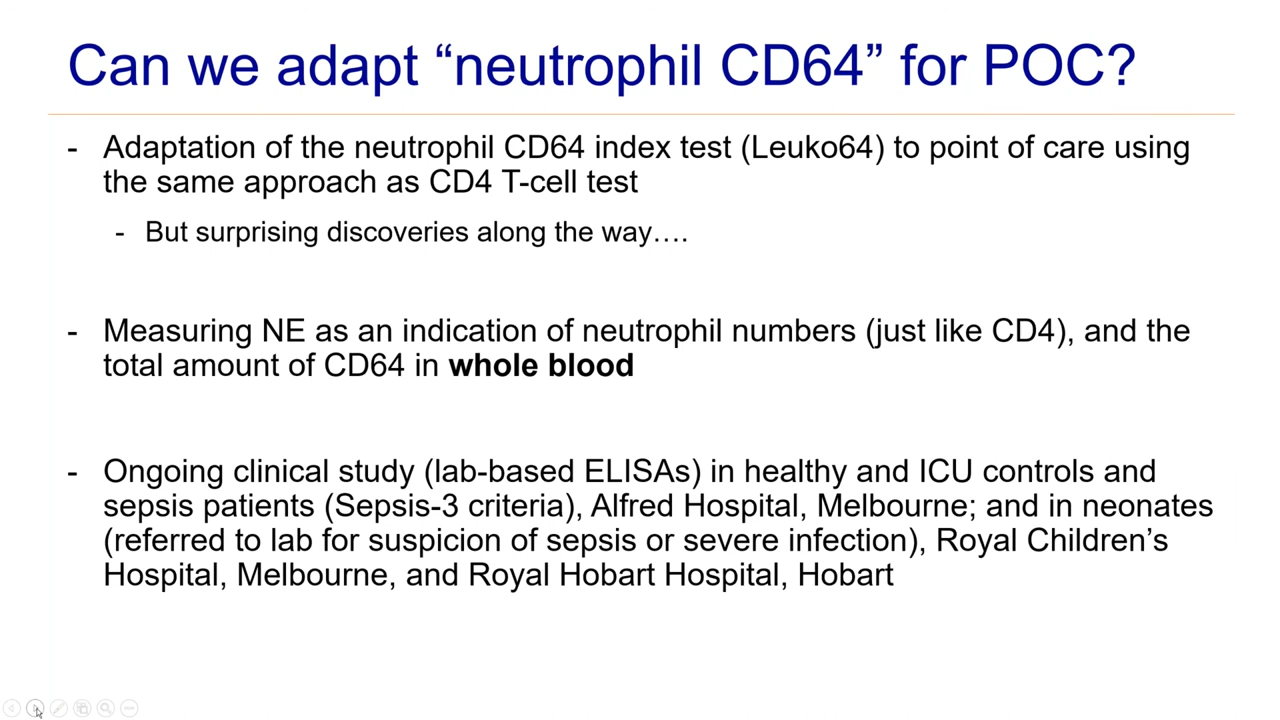 Can we adapt “neutrophil CD64” for POC?
- Adaptation of the neutrophil CD64 index test (Leuko64) to point of care using
the same approach as CD4 T-cell test
- But surprising discoveries along the way….
- Measuring NE as an indication of neutrophil numbers (just like CD4), and the
total amount of CD64 in whole blood
- Ongoing clinical study (lab-based ELISAs) in healthy and ICU controls and
sepsis patients (Sepsis-3 criteria), Alfred Hospital, Melbourne; and in neonates
(referred to lab for suspicion of sepsis or severe infection), Royal Children’s
Hospital, Melbourne, and Royal Hobart Hospital, Hobart